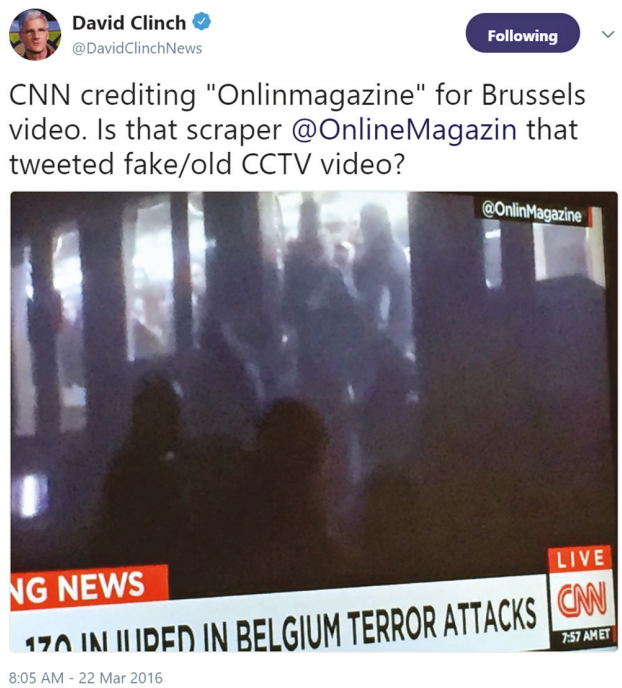 David Clinch
@DavidClinchNews
Following
CNN crediting "Onlinmagazine" for Brussels
video. Is that scraper @OnlineMagazin that
tweeted fake/old CCTV video?
@OnlinMagazine
LIVE
NG NEWS
CNN
170 INJURED IN BELGIUM TERROR ATTACKS
7:57 AM ET
8:05 AM - 22 Mar 2016